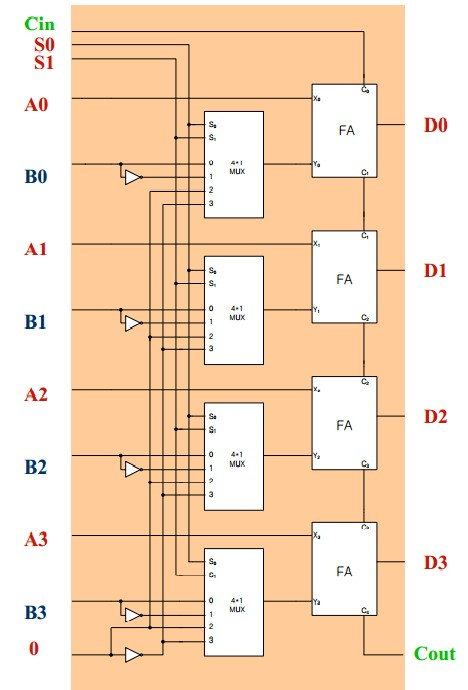 Cin
S0
S1
C₀
A0
X₀
S₀
D0
FA
S₁
0
4*1
MUX
Y₀
B0
1
2
C₁
3
A1
C₁
X₁
S₀
D1
S₁
FA
B1
0
4*1
MUX
Y₁
1
C₂
2
3
A2
C₂
X₂
S₀
D2
S₁
FA
B2
0
4*1
MUX
Y₂
1
C₃
2
3
A3
X₃
D3
FA
B3
0
4*1
MUX
Y₃
1
2
3
0
Cout